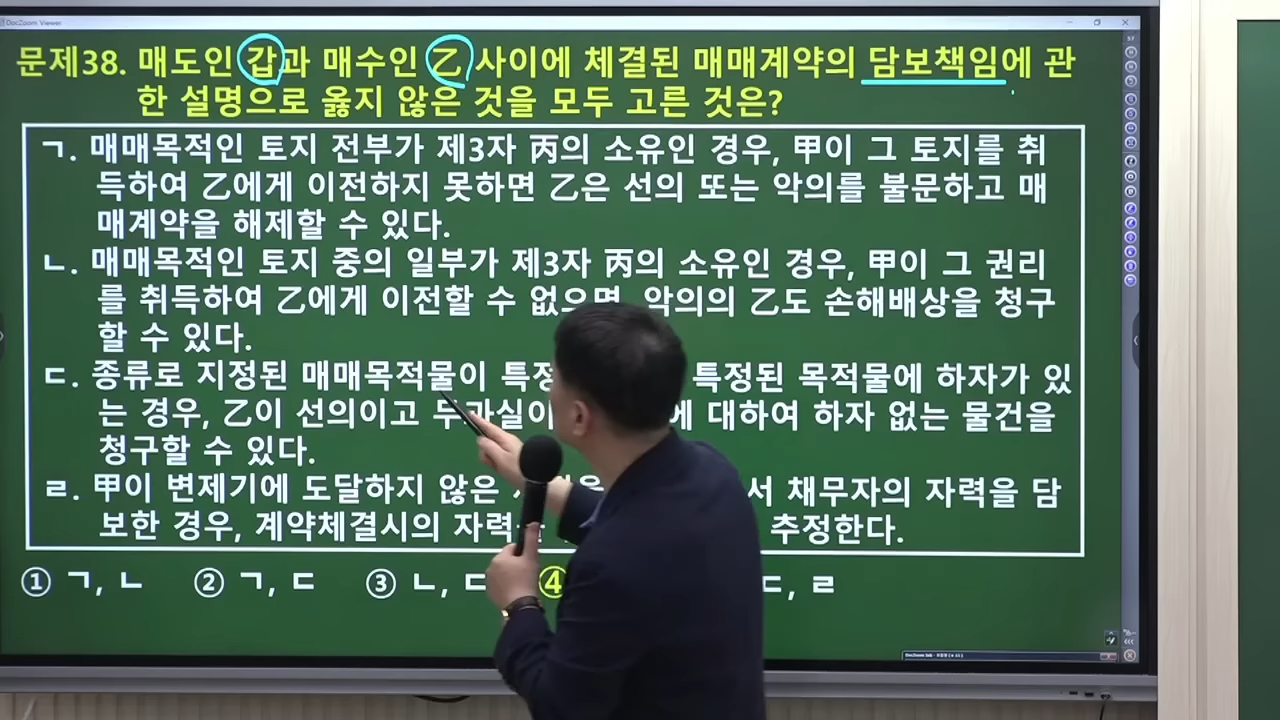 DocZoom Viewer
문제38. 매도인 갑과 매수인 乙 사이에 체결된 매매계약의 담보책임에 관
한 설명으로 옳지 않은 것을 모두 고른 것은?
ㄱ. 매매목적인 토지 전부가 제3자 丙의 소유인 경우, 甲이 그 토지를 취
득하여 乙에게 이전하지 못하면 乙은 선의 또는 악의를 불문하고 매
매계약을 해제할 수 있다.
ㄴ. 매매목적인 토지 중의 일부가 제3자 丙의 소유인 경우, 甲이 그 권리
를 취득하여 乙에게 이전할 수 없으면, 악의의 乙도 손해배상을 청구
할 수 있다.
ㄷ. 종류로 지정된 매매목적물이 특정 특정된 목적물에 하자가 있
는 경우, 乙이 선의이고 무과실이 에 대하여 하자 없는 물건을
청구할 수 있다.
ㄹ. 甲이 변제기에 도달하지 않은 서 채무자의 자력을 담
보한 경우, 계약체결시의 자력 추정한다.
① ㄱ, ㄴ ② ㄱ, ㄷ ③ ㄴ, ㄷ ④ ㄷ, ㄹ